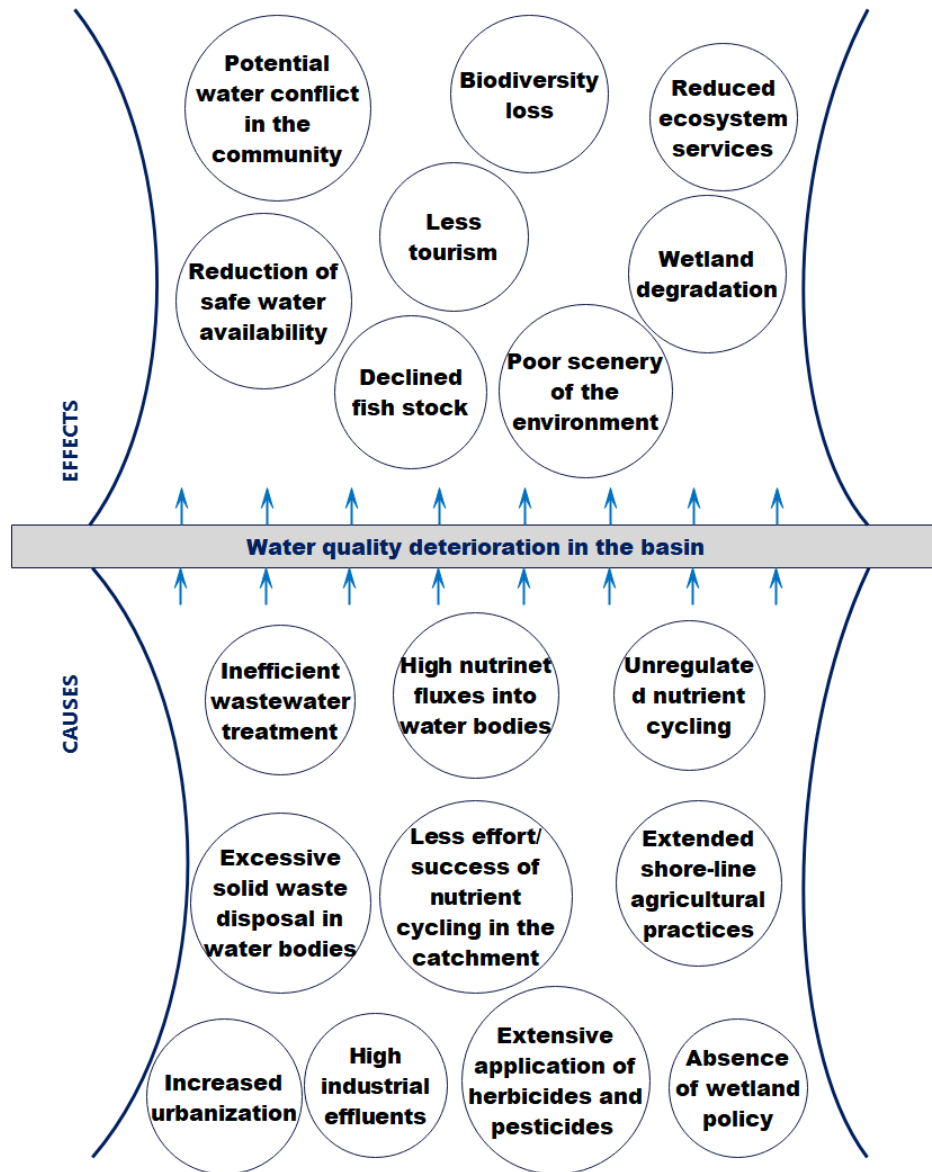 Potential
water conflict
in the
community
Biodiversity
loss
Reduced
ecosystem
services
Less
tourism
Reduction of
safe water
availability
Wetland
degradation
Declined
fish stock
Poor scenery
of the
environment
EFFECTS
Water quality deterioration in the basin
CAUSES
Inefficient
wastewater
treatment
High nutrinet
fluxes into
water bodies
Unregulate
d nutrient
cycling
Excessive
solid waste
disposal in
water bodies
Less effort/
success of
nutrient
cycling in the
catchment
Extended
shore-line
agricultural
practices
Increased
urbanization
High
industrial
effluents
Extensive
application of
herbicides and
pesticides
Absence
of wetland
policy